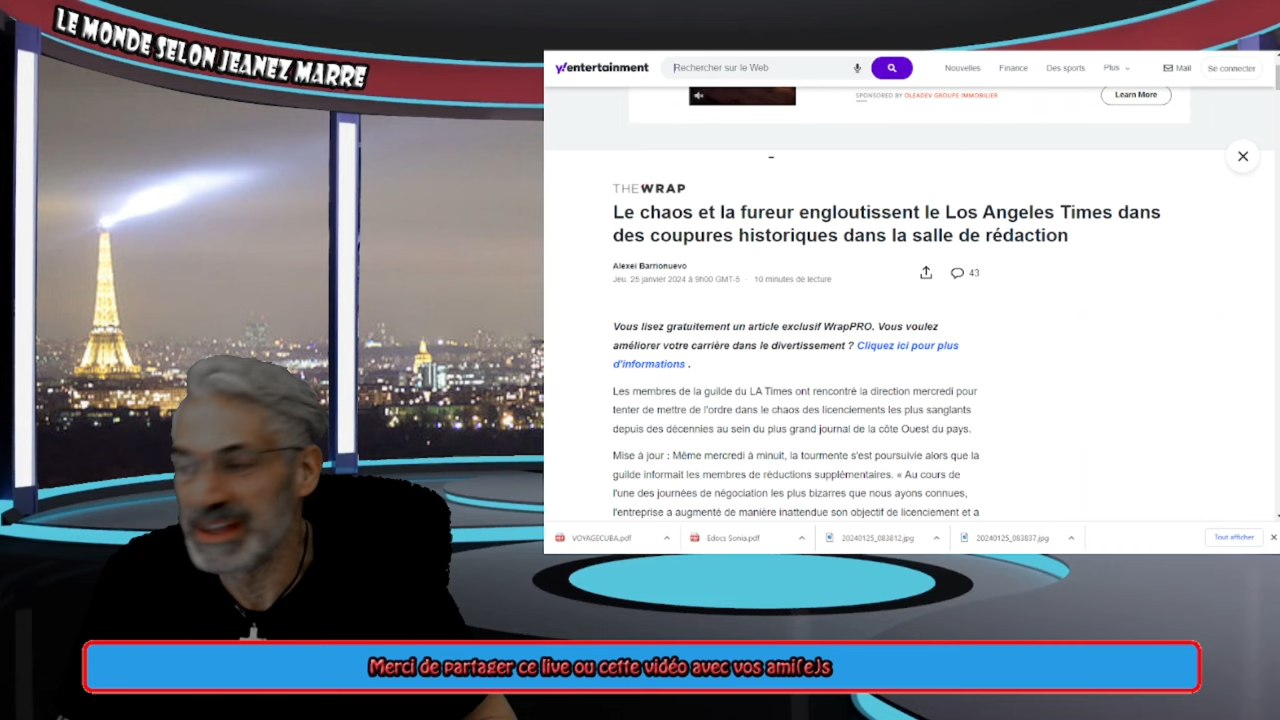 LE MONDE SELON JEANEZ MARRE
y!entertainment
Rechercher sur le Web
Nouvelles
Finance
Des sports
Plus
Mail
Se connecter
SPONSORED BY OLEADEV GROUPE IMMOBILIER
Learn More
THEWRAP
Le chaos et la fureur engloutissent le Los Angeles Times dans
des coupures historiques dans la salle de rédaction
Alexei Barrionuevo
Jeu. 25 janvier 2024 à 9h00 GMT-5 · 10 minutes de lecture
43
Vous lisez gratuitement un article exclusif WrapPRO. Vous voulez
améliorer votre carrière dans le divertissement ? Cliquez ici pour plus
d'informations .
Les membres de la guilde du LA Times ont rencontré la direction mercredi pour
tenter de mettre de l'ordre dans le chaos des licenciements les plus sanglants
depuis des décennies au sein du plus grand journal de la côte Ouest du pays.
Mise à jour : Même mercredi à minuit, la tourmente s'est poursuivie alors que la
guilde informait les membres de réductions supplémentaires. « Au cours de
l'une des journées de négociation les plus bizarres que nous ayons connues,
l'entreprise a augmenté de manière inattendue son objectif de licenciement et a
VOYAGECUBA.pdf
Edocs Sonia.pdf
20240125_083812.jpg
20240125_083837.jpg
Tout afficher
Merci de partager ce live ou cette vidéo avec vos ami(e)s